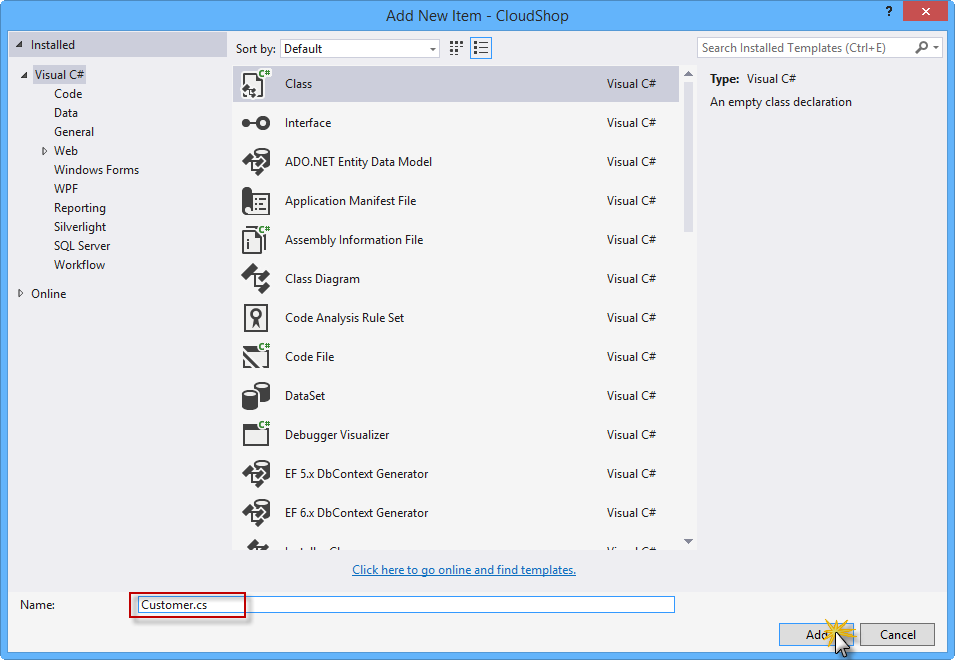 Add New Item - CloudShop
?
Installed
Sort by: Default
Search Installed Templates (Ctrl+E)
Visual C#
Code
Data
General
Web
Windows Forms
WPF
Reporting
Silverlight
SQL Server
Workflow
Online
C# Class Visual C#
Interface Visual C#
ADO.NET Entity Data Model Visual C#
Application Manifest File Visual C#
C# Assembly Information File Visual C#
Class Diagram Visual C#
Code Analysis Rule Set Visual C#
C# Code File Visual C#
DataSet Visual C#
C# Debugger Visualizer Visual C#
EF 5.x DbContext Generator Visual C#
EF 6.x DbContext Generator Visual C#
Type: Visual C#
An empty class declaration
Click here to go online and find templates.
Name: Customer.cs
Add Cancel